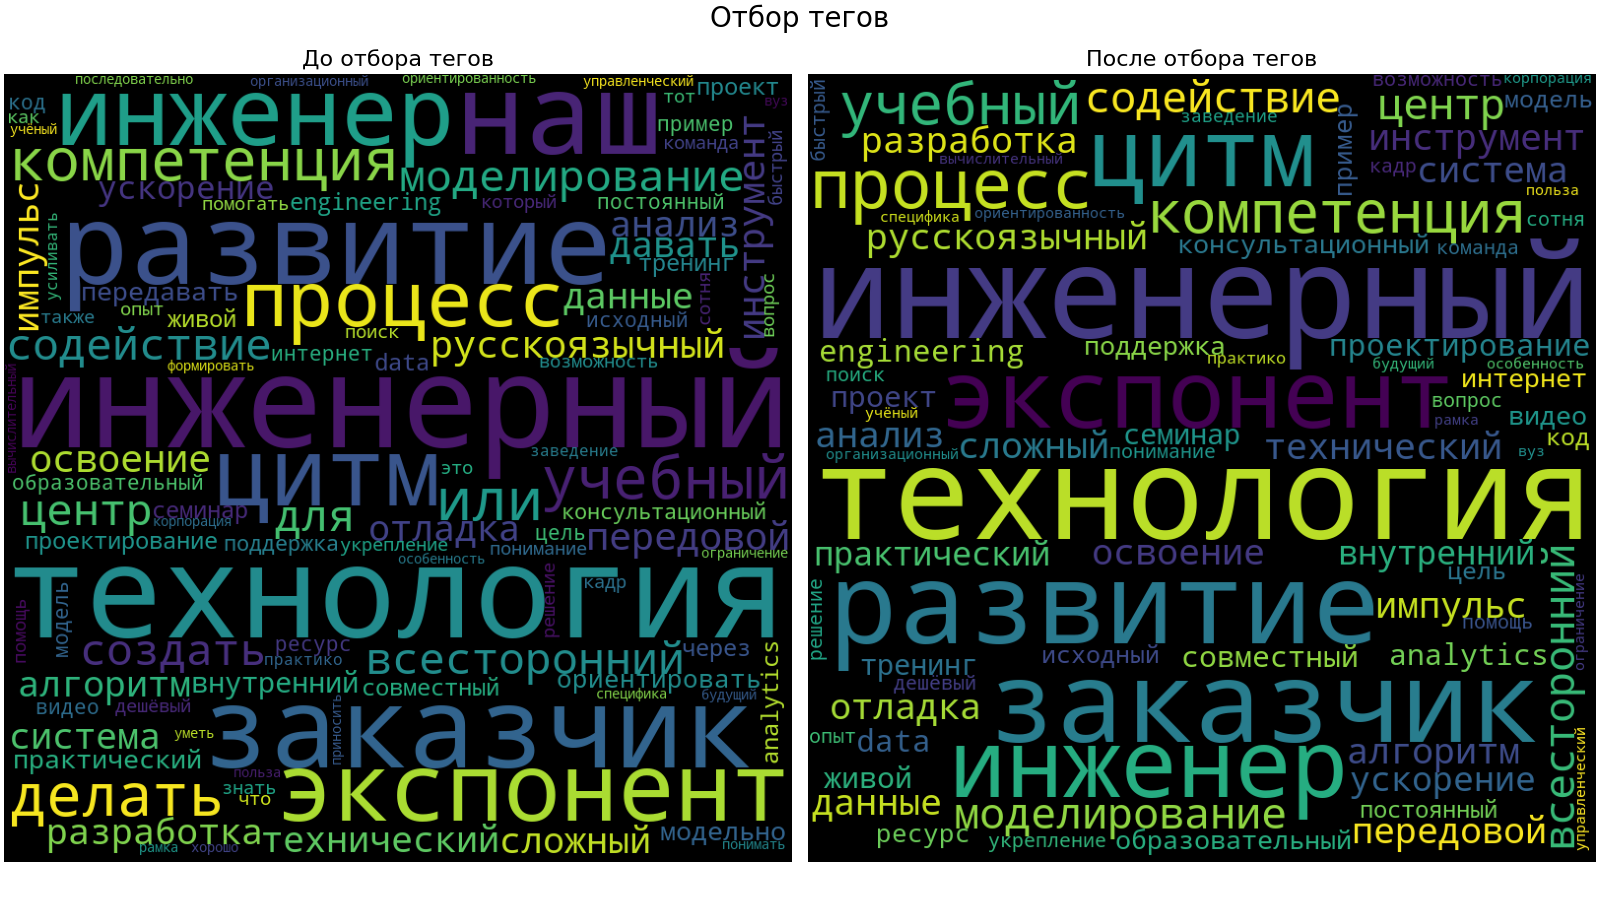 Отбор тегов
До отбора тегов
последовательно организационный ориентированность управленческий проект
код инженер наш тот вуз
как пример
учёный команда
компетенция моделирование инструмент быстрый
ускорение помогать engineering который постоянный
импульс усиливать развитие анализ
давать
тренинг
передавать процесс данные сотня вопрос
также опыт живой поиск исходный
содействие интернет data русскоязычный
формировать возможность
вычислительный инженерный
освоение цитм это заведение
образовательный или учебный
центр семинар для консультационный
корпорация отладка цель передовой
проектирование поддержка укрепление понимание ограничение
особенность
технология решение кадр
помощь модель
создать ресурс всесторонний через
практико
алгоритм внутренний совместный ориентировать analytics
видео дешёвый специфика будущий
система уметь заказчик приносить
практический
польза
делать знать экспонент
что
разработка технический сложный модельно
рамка хорошо понимать
После отбора тегов
быстрый учебный содействие возможность корпорация
заведение центр модель
разработка цитм пример инструмент
вычислительный кадр система
процесс польза
специфика ориентированность компетенция сотня
русскоязычный консультационный команда
инженерный
engineering поддержка проектирование
практико будущий особенность
поиск экспонент интернет
проект вопрос
учёный рамка видео
анализ сложный семинар технический код
организационный понимание вуз
технология
практический освоение внутренний
решение развитие цель всесторонний ограничение
импульс
помощь
тренинг исходный совместный analytics
дешёвый заказчик
отладка
опыт data инженер алгоритм управленческий
живой ускорение
данные моделирование постоянный
ресурс укрепление образовательный передовой